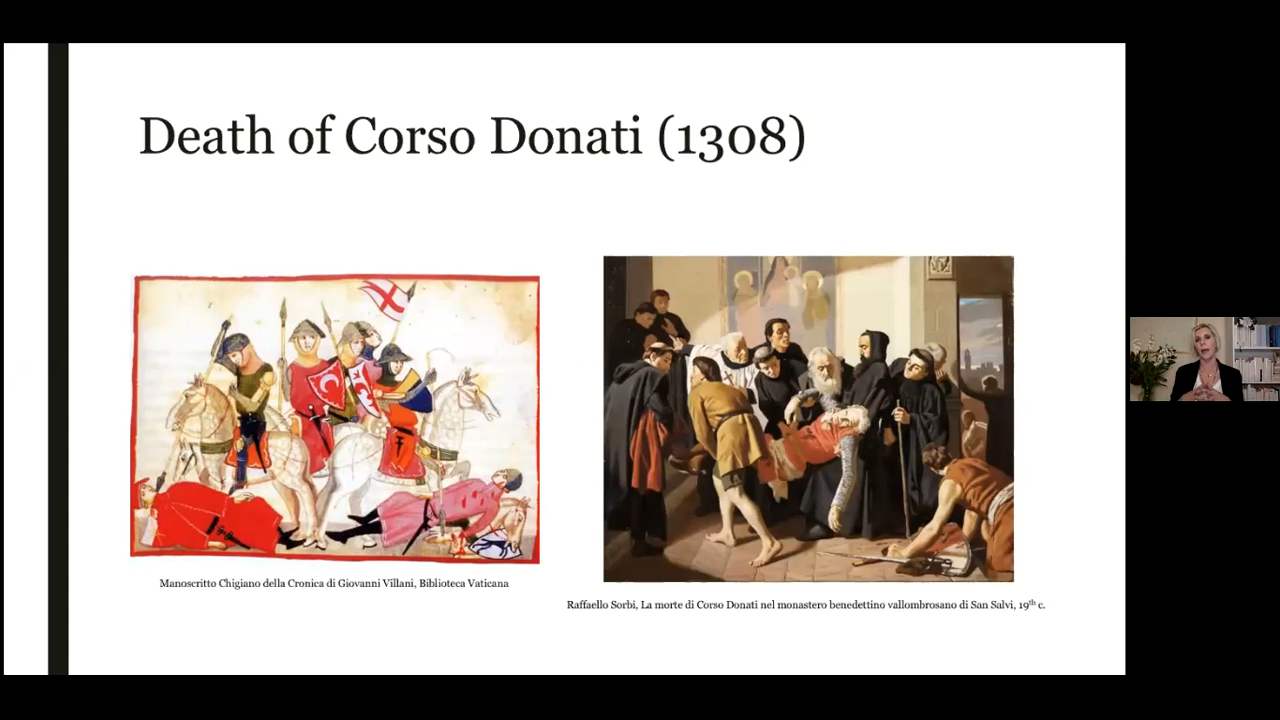 Death of Corso Donati (1308)
Manoscritto Chigiano della Cronica di Giovanni Villani, Biblioteca Vaticana
Raffaello Sorbi, La morte di Corso Donati nel monastero benedettino vallombrosano di San Salvi, 19th c.